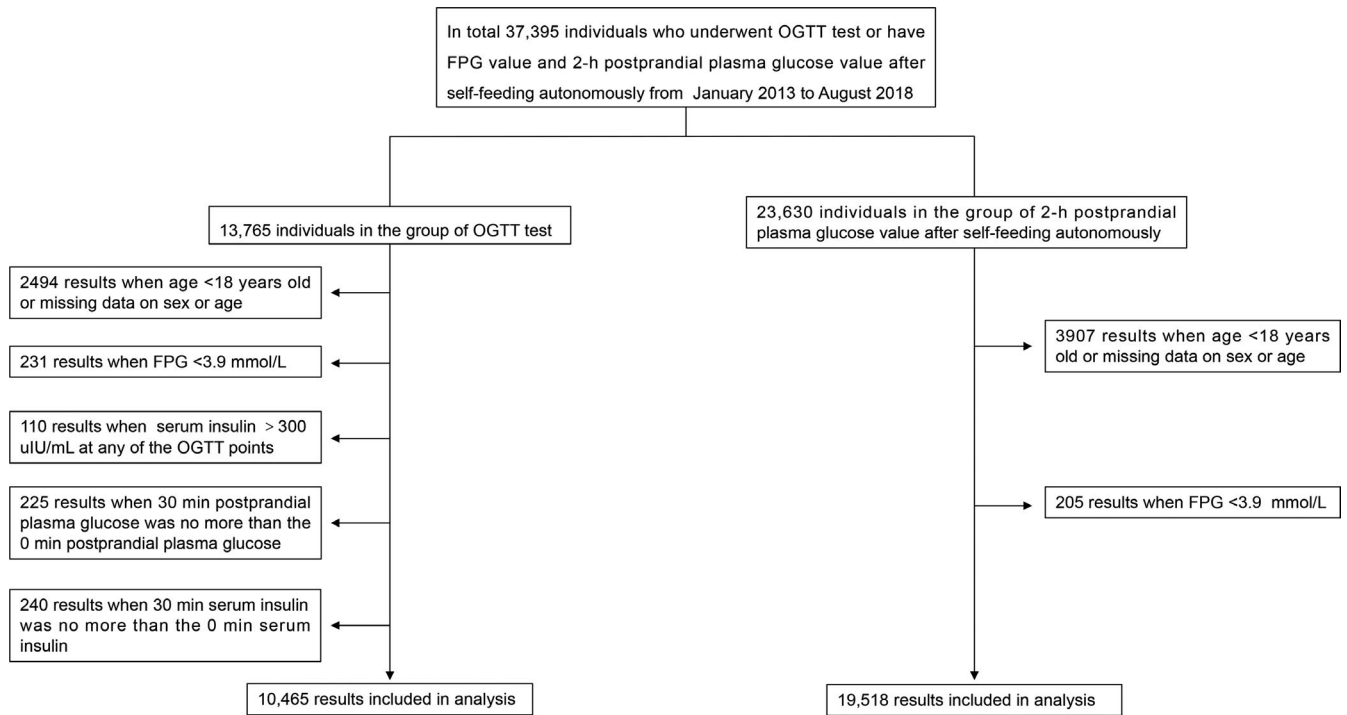 In total 37,395 individuals who underwent OGTT test or have
FPG value and 2-h postprandial plasma glucose value after
self-feeding autonomously from January 2013 to August 2018
13,765 individuals in the group of OGTT test
23,630 individuals in the group of 2-h postprandial
plasma glucose value after self-feeding autonomously
2494 results when age <18 years old
or missing data on sex or age
231 results when FPG <3.9 mmol/L
110 results when serum insulin > 300
uIU/mL at any of the OGTT points
225 results when 30 min postprandial
plasma glucose was no more than the
0 min postprandial plasma glucose
240 results when 30 min serum insulin
was no more than the 0 min serum
insulin
3907 results when age <18 years
old or missing data on sex or age
205 results when FPG <3.9 mmol/L
10,465 results included in analysis
19,518 results included in analysis